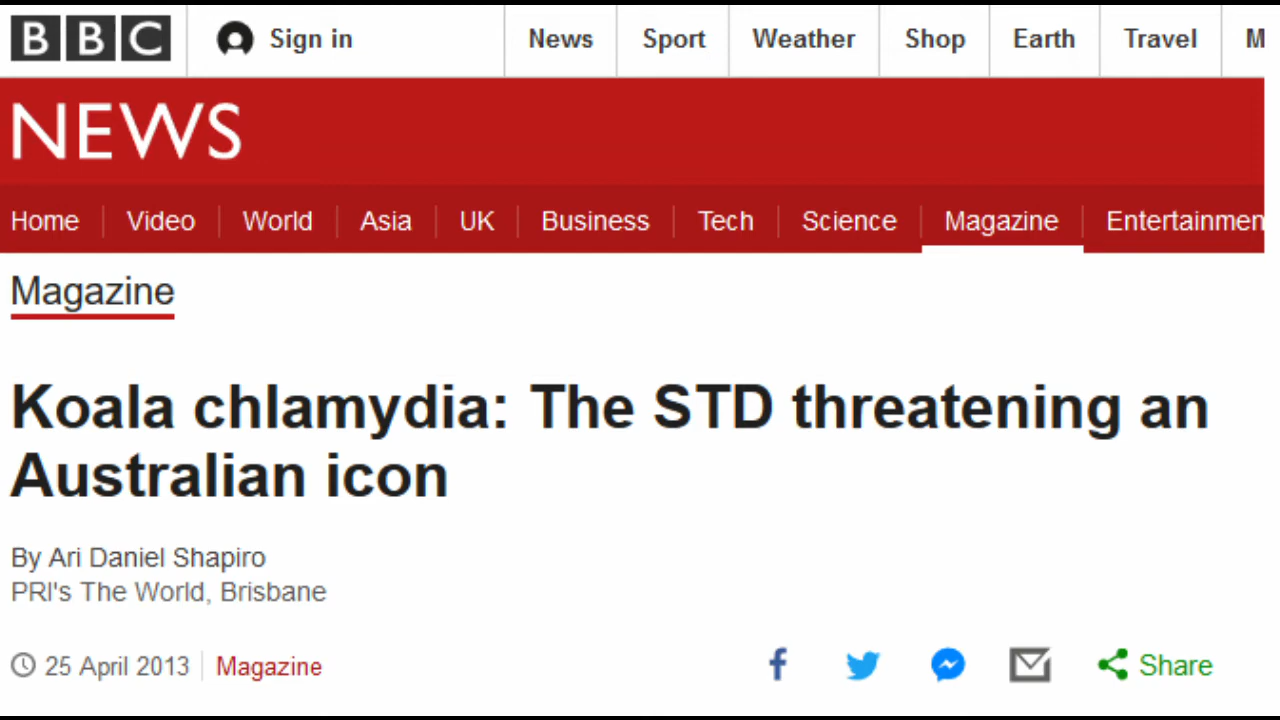 BBC Sign in News Sport Weather Shop Earth Travel M
NEWS
Home Video World Asia UK Business Tech Science Magazine Entertainmen
Magazine
Koala chlamydia: The STD threatening an
Australian icon
By Ari Daniel Shapiro
PRI's The World, Brisbane
25 April 2013 Magazine Share